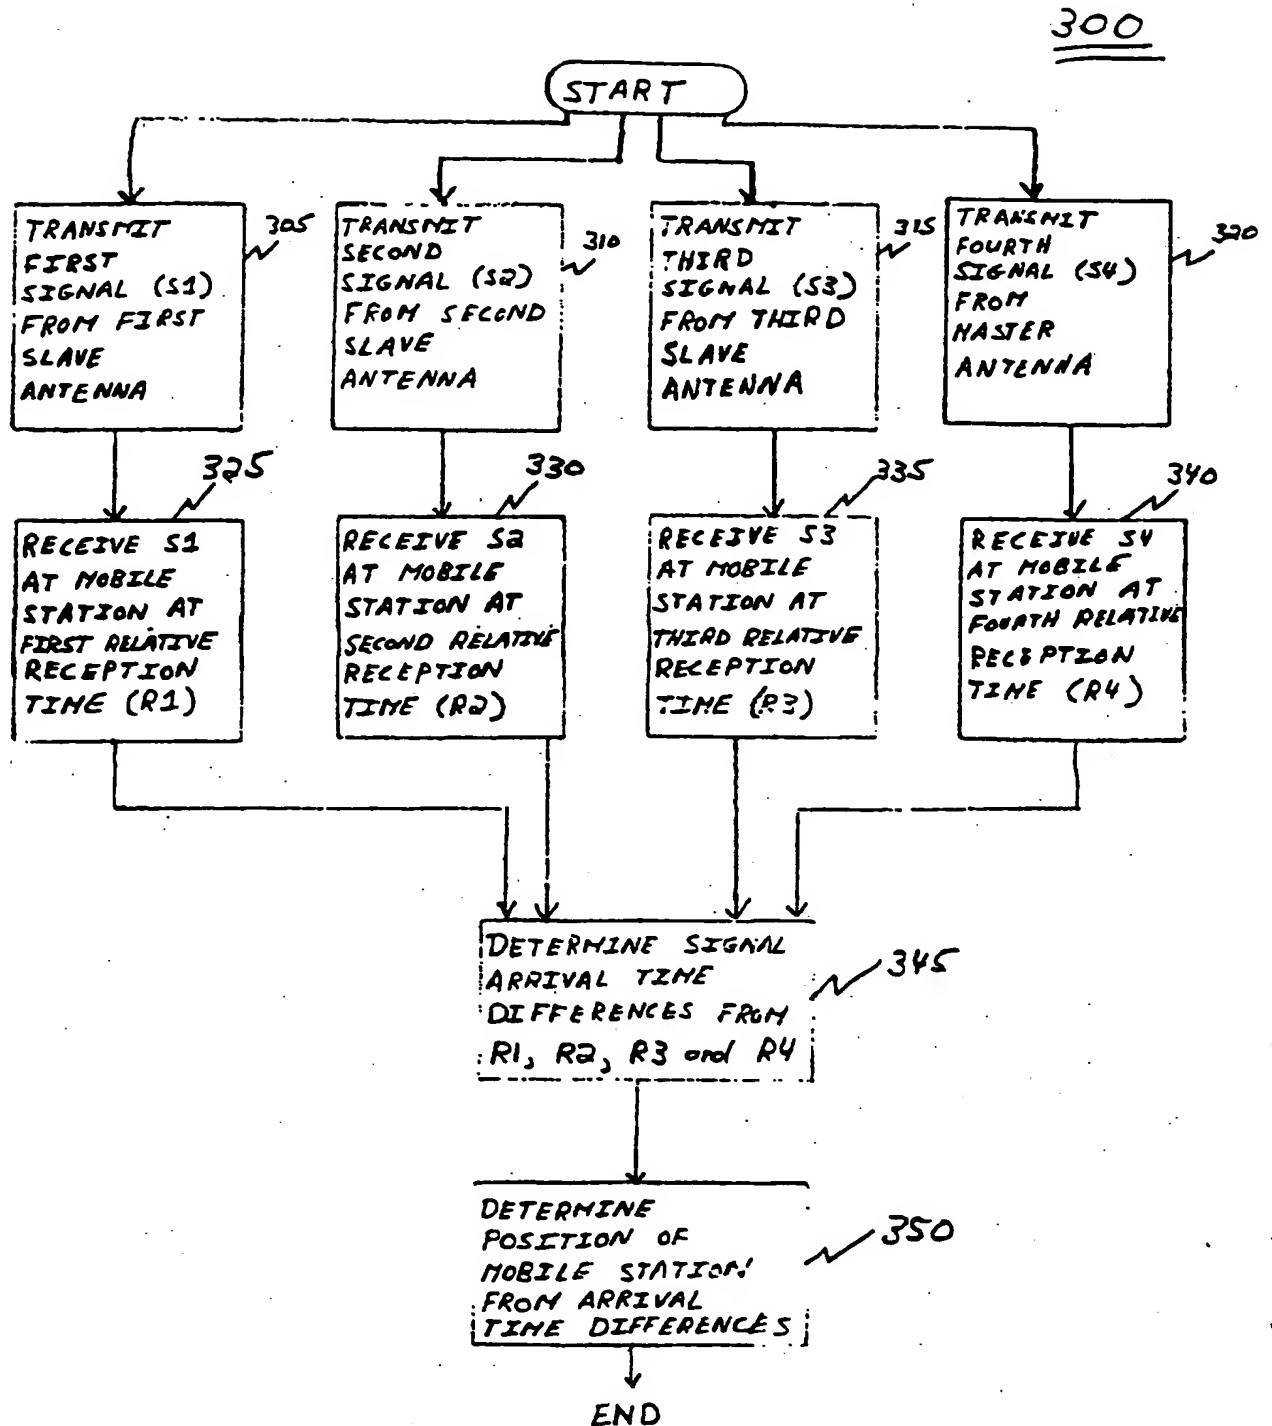 300
START
TRANSMIT
FIRST
SIGNAL (S1)
FROM FIRST
SLAVE
ANTENNA
305
TRANSMIT
SECOND
SIGNAL (S2)
FROM SECOND
SLAVE
ANTENNA
310
TRANSMIT
THIRD
SIGNAL (S3)
FROM THIRD
SLAVE
ANTENNA
315
TRANSMIT
FOURTH
SIGNAL (S4)
FROM
MASTER
ANTENNA
320
325
RECEIVE S1
AT MOBILE
STATION AT
FIRST RELATIVE
RECEPTION
TIME (R1)
330
RECEIVE S2
AT MOBILE
STATION AT
SECOND RELATIVE
RECEPTION
TIME (R2)
335
RECEIVE S3
AT MOBILE
STATION AT
THIRD RELATIVE
RECEPTION
TIME (R3)
340
RECEIVE S4
AT MOBILE
STATION AT
FOURTH RELATIVE
RECEPTION
TIME (R4)
DETERMINE SIGNAL
ARRIVAL TIME
DIFFERENCES FROM
R1, R2, R3 and R4
345
DETERMINE
POSITION OF
MOBILE STATION
FROM ARRIVAL
TIME DIFFERENCES
350
END